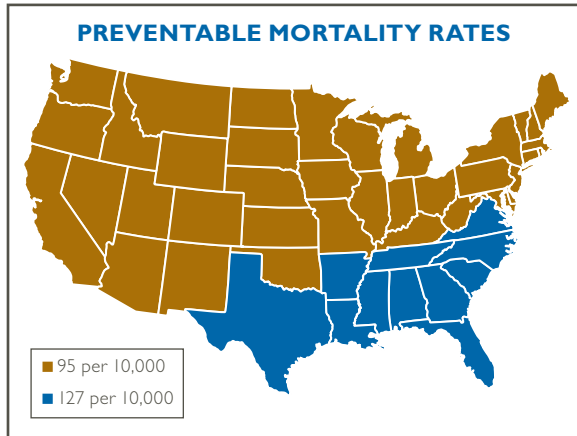 PREVENTABLE MORTALITY RATES
95 per 10,000
127 per 10,000